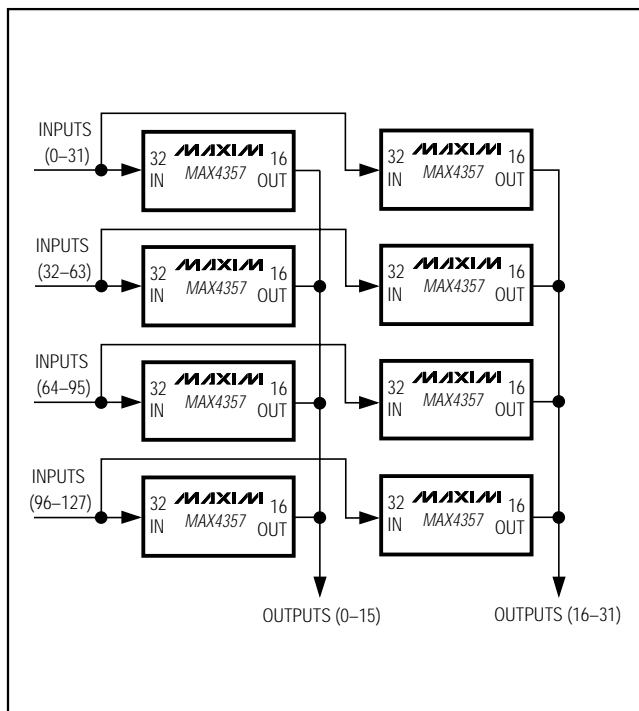 INPUTS
(0–31)
32
IN
MAXIM
MAX4357
16
OUT
32
IN
MAXIM
MAX4357
16
OUT
INPUTS
(32–63)
32
IN
MAXIM
MAX4357
16
OUT
32
IN
MAXIM
MAX4357
16
OUT
INPUTS
(64–95)
32
IN
MAXIM
MAX4357
16
OUT
32
IN
MAXIM
MAX4357
16
OUT
INPUTS
(96–127)
32
IN
MAXIM
MAX4357
16
OUT
32
IN
MAXIM
MAX4357
16
OUT
OUTPUTS (0–15)
OUTPUTS (16–31)